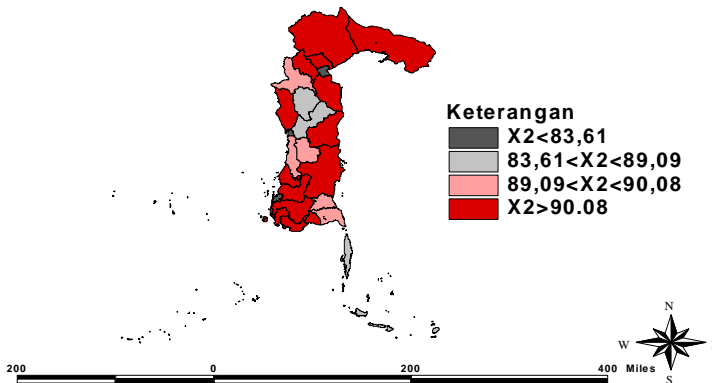 Keterangan
X2<83,61
83,61<X2<89,09
89,09<X2<90,08
X2>90.08
N
W
S
200 0 200 400 Miles